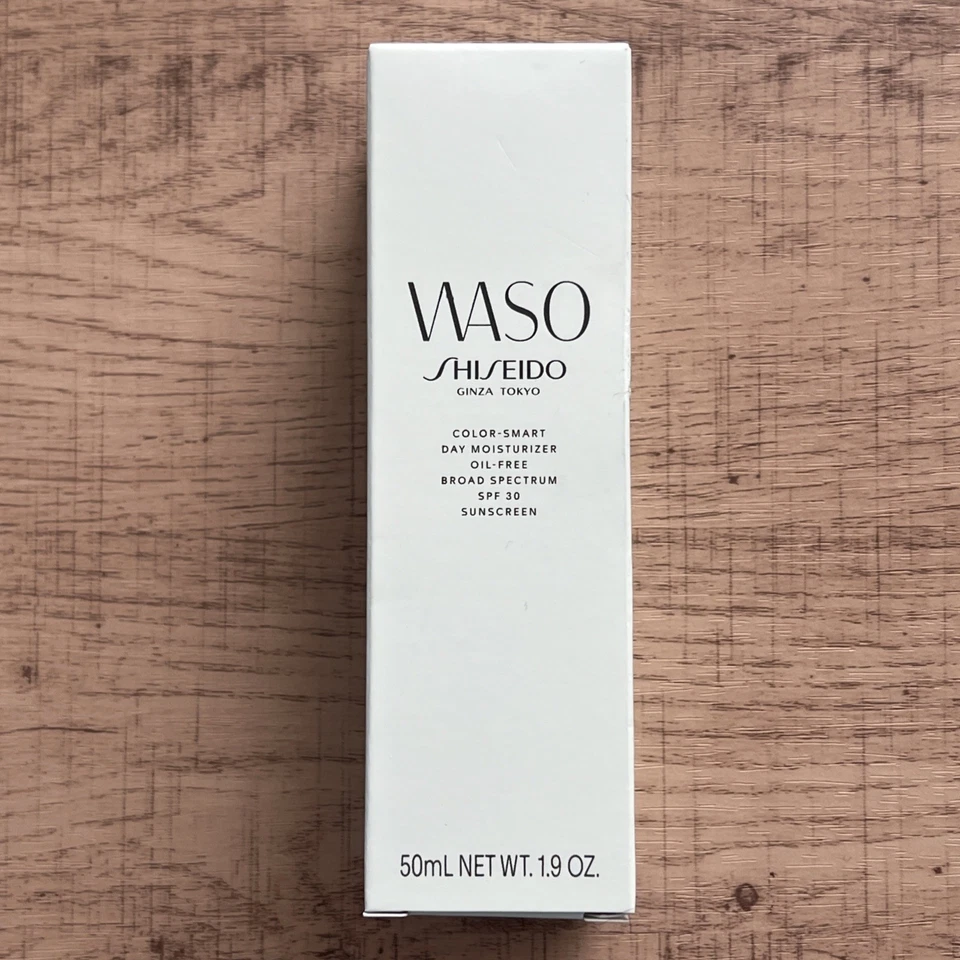 WASO
SHISEIDO
GINZA TOKYO
COLOR-SMART
DAY MOISTURIZER
OIL-FREE
BROAD SPECTRUM
SPF 30
SUNSCREEN
50mL NET WT. 1.9 OZ.